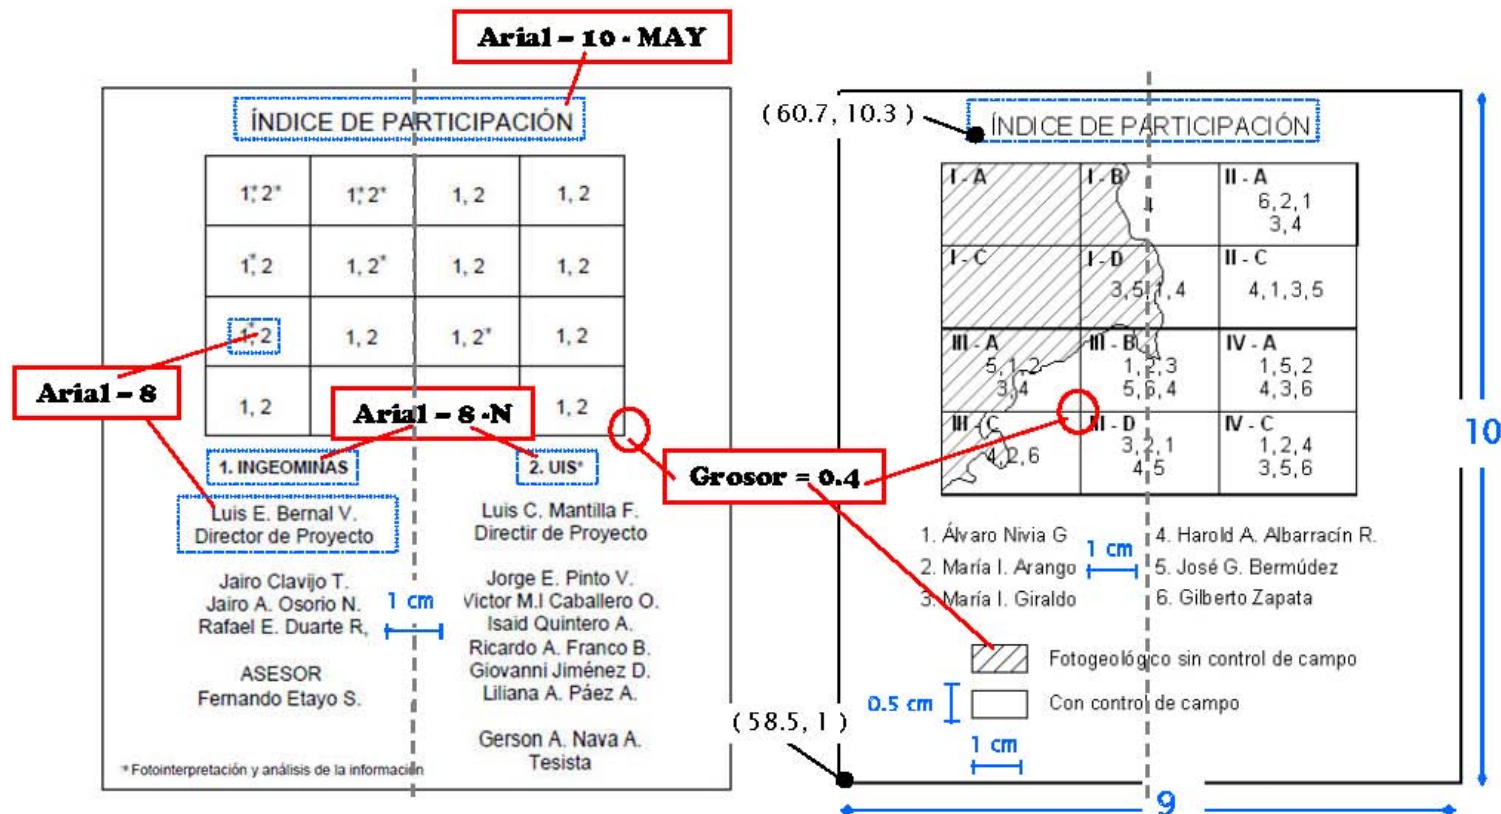 Arial – 10 - MAY
ÍNDICE DE PARTICIPACIÓN
1*, 2* 1*, 2* 1, 2 1, 2
1*, 2 1, 2* 1, 2 1, 2
1*, 2 1, 2 1, 2* 1, 2
1, 2 1, 2
Arial – 8
Arial – 8 -N
Grosor = 0.4
1. INGEOMINAS
2. UIS*
Luis E. Bernal V.
Director de Proyecto
Jairo Clavijo T.
Jairo A. Osorio N.
Rafael E. Duarte R,
ASESOR
Fernando Etayo S.
1 cm
Luis C. Mantilla F.
Directir de Proyecto
Jorge E. Pinto V.
Victor M.I Caballero O.
Isaid Quintero A.
Ricardo A. Franco B.
Giovanni Jiménez D.
Liliana A. Páez A.
Gerson A. Nava A.
Tesista
* Fotointerpretación y análisis de la información
( 60.7, 10.3 )
ÍNDICE DE PARTICIPACIÓN
I - A
I - B
4
II - A
6, 2, 1
3, 4
I - C
I - D
3, 5, 1, 4
II - C
4, 1, 3, 5
III - A
5, 1, 2
3, 4
III - B
1, 2, 3
5, 6, 4
IV - A
1, 5, 2
4, 3, 6
III - C
4, 2, 6
III - D
3, 2, 1
4, 5
IV - C
1, 2, 4
3, 5, 6
1. Álvaro Nivia G
2. María I. Arango
3. María I. Giraldo
1 cm
4. Harold A. Albarracín R.
5. José G. Bermúdez
6. Gilberto Zapata
Fotogeológico sin control de campo
0.5 cm
Con control de campo
1 cm
( 58.5, 1 )
10
9